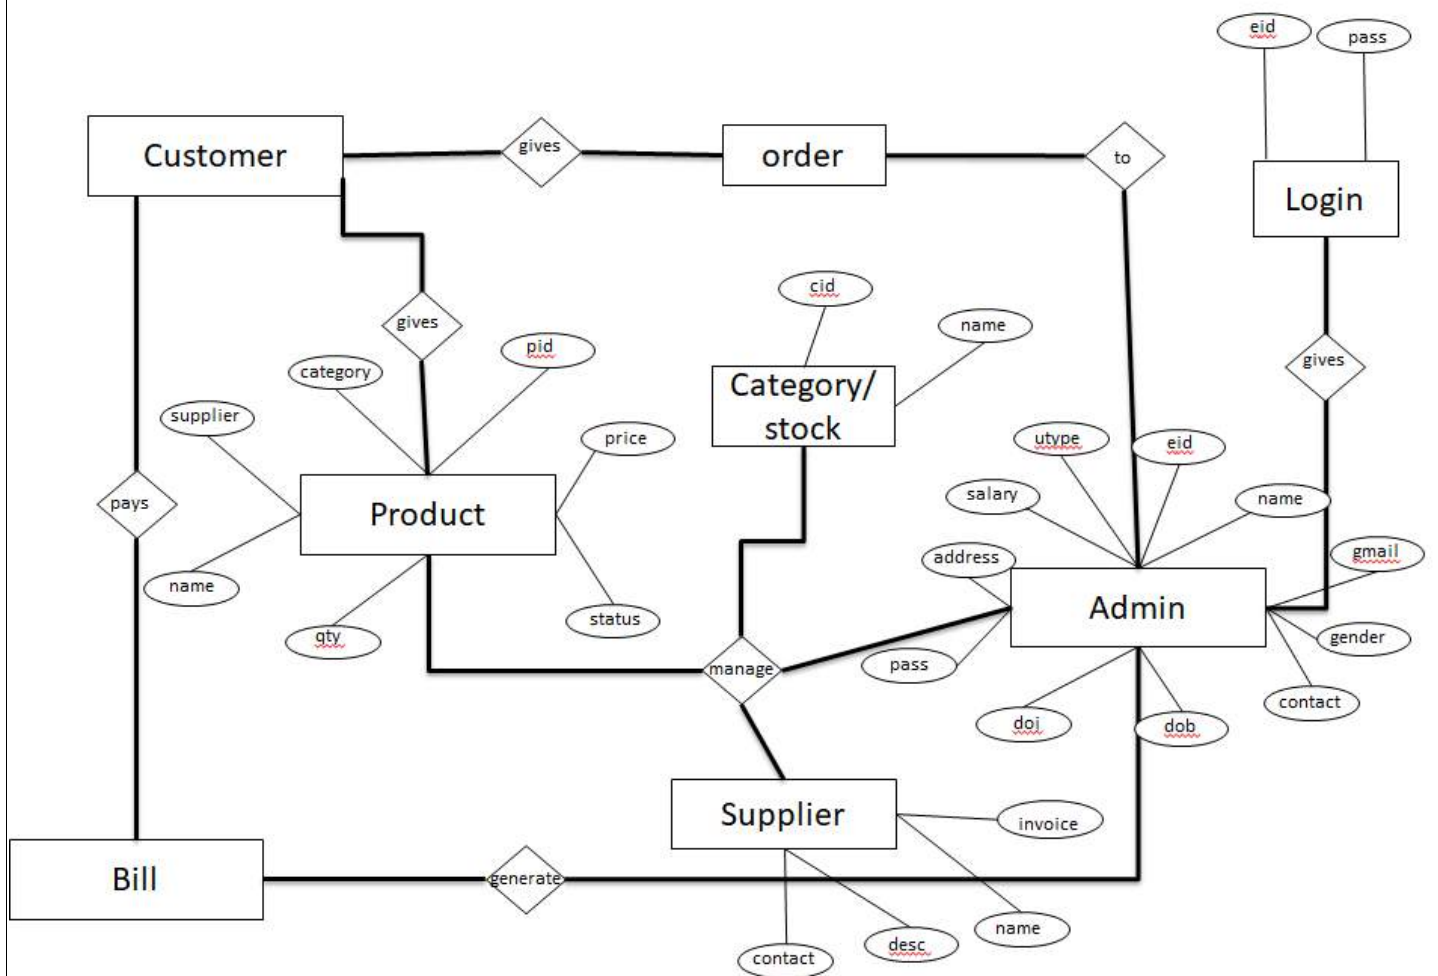 eid
pass
Customer
gives
order
to
Login
cid
name
gives
pid
category
supplier
Category/
stock
gives
price
utype
eid
salary
name
pays
Product
address
gmail
name
qty
status
Admin
gender
manage
pass
contact
doj
dob
Supplier
invoice
Bill
generate
name
desc
contact